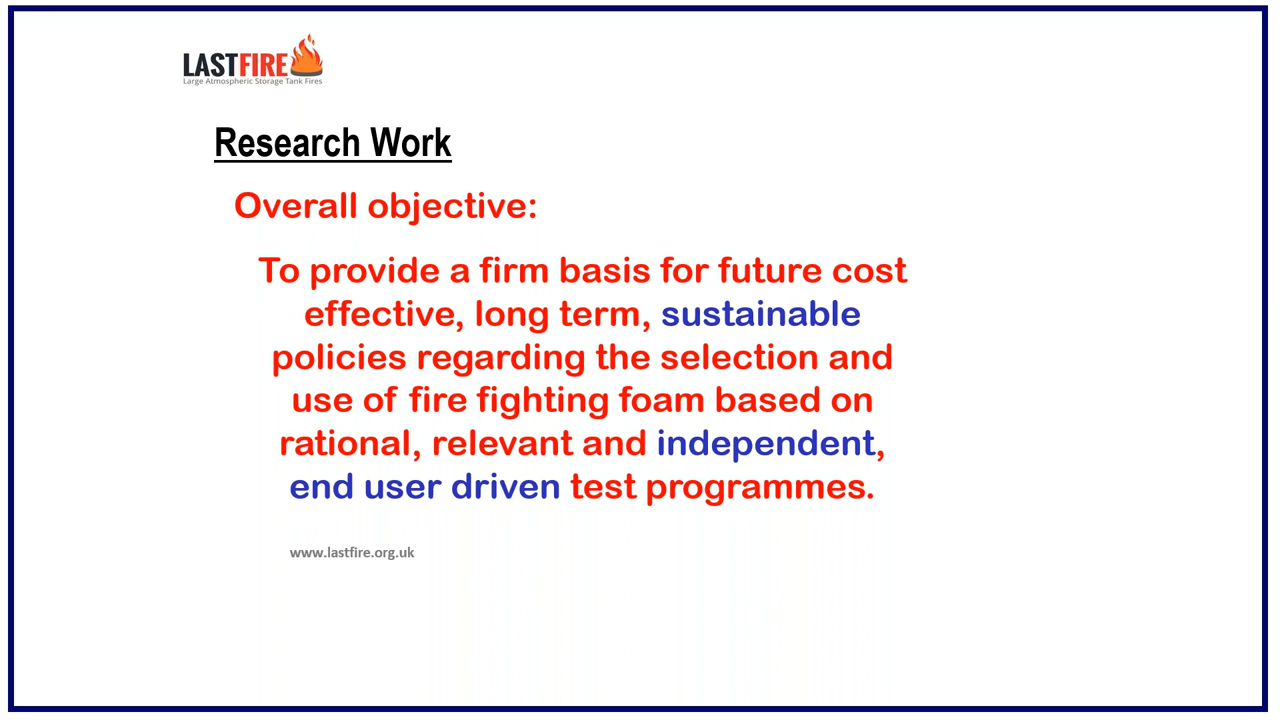 LASTFIRE
Large Atmospheric Storage Tank Fires
Research Work
Overall objective:
To provide a firm basis for future cost
effective, long term, sustainable
policies regarding the selection and
use of fire fighting foam based on
rational, relevant and independent,
end user driven test programmes.
www.lastfire.org.uk